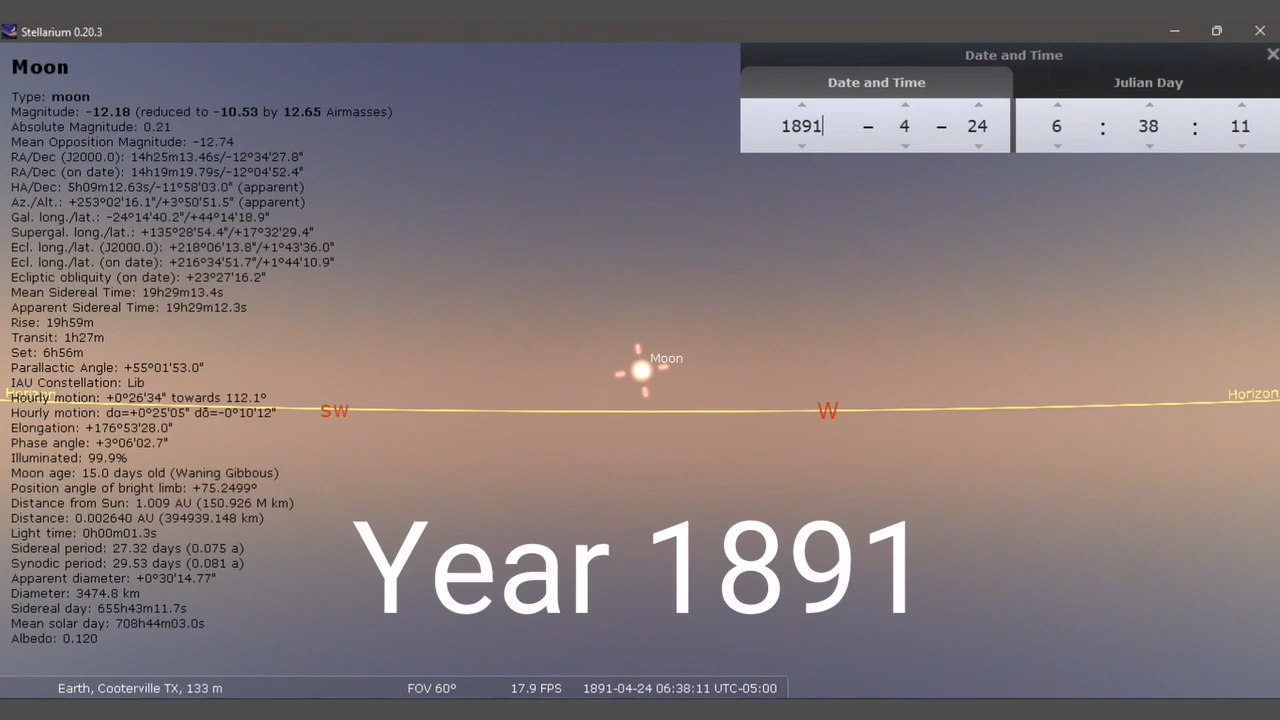 Stellarium 0.20.3
Date and Time
Date and Time
Julian Day
1891 – 4 – 24
6 : 38 : 11
Moon
Type: moon
Magnitude: -12.18 (reduced to -10.53 by 12.65 Airmasses)
Absolute Magnitude: 0.21
Mean Opposition Magnitude: -12.74
RA/Dec (J2000.0): 14h25m13.46s/-12°34'27.8"
RA/Dec (on date): 14h19m19.79s/-12°04'52.4"
HA/Dec: 5h09m12.63s/-11°58'03.0" (apparent)
Az./Alt.: +253°02'16.1"/+3°50'51.5" (apparent)
Gal. long./lat.: -24°14'40.2"/+44°14'18.9"
Supergal. long./lat.: +135°28'54.4"/+17°32'29.4"
Ecl. long./lat. (J2000.0): +218°06'13.8"/+1°43'36.0"
Ecl. long./lat. (on date): +216°34'51.7"/+1°44'10.9"
Ecliptic obliquity (on date): +23°27'16.2"
Mean Sidereal Time: 19h29m13.4s
Apparent Sidereal Time: 19h29m12.3s
Rise: 19h59m
Transit: 1h27m
Set: 6h56m
Parallactic Angle: +55°01'53.0"
IAU Constellation: Lib
Hourly motion: +0°26'34" towards 112.1°
Hourly motion: dα=+0°25'05" dδ=-0°10'12"
Elongation: +176°53'28.0"
Phase angle: +3°06'02.7"
Illuminated: 99.9%
Moon age: 15.0 days old (Waning Gibbous)
Position angle of bright limb: +75.2499°
Distance from Sun: 1.009 AU (150.926 M km)
Distance: 0.002640 AU (394939.148 km)
Light time: 0h00m01.3s
Sidereal period: 27.32 days (0.075 a)
Synodic period: 29.53 days (0.081 a)
Apparent diameter: +0°30'14.77"
Diameter: 3474.8 km
Sidereal day: 655h43m11.7s
Mean solar day: 708h44m03.0s
Albedo: 0.120
Moon
Horizon
SW
W
Horizon
Year 1891
Earth, Cooterville TX, 133 m
FOV 60°
17.9 FPS
1891-04-24 06:38:11 UTC-05:00